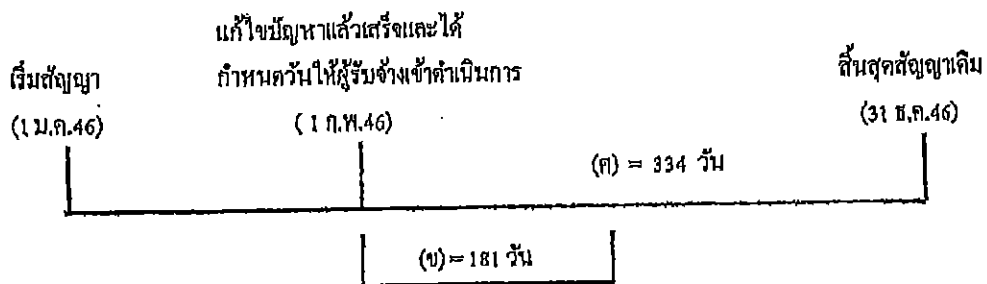 แก้ไขปัญหาแล้วเสร็จและได้
เริ่มสัญญา กำหนดวันให้ผู้รับจ้างเข้าดำเนินการ สิ้นสุดสัญญาเดิม
(1 ม.ค.46) ( 1 ก.พ.46) (31 ธ.ค.46)
(ศ) = 334 วัน
(ข) = 181 วัน